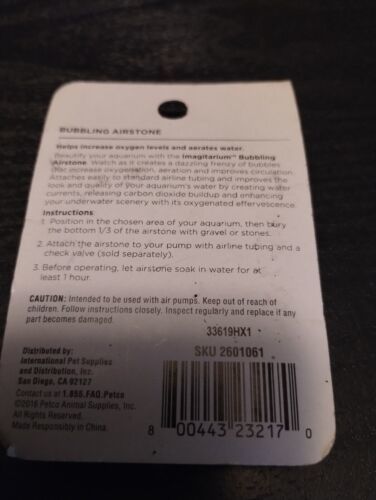 BUBBLING AIRSTONE
Helps increase oxygen levels and aerates water.
Beautify your aquarium with the Imagitarium™ Bubbling
Airstone. Watch as it creates a dazzling frenzy of bubbles
that increase oxygenation, aeration and improves circulation.
Attaches easily to standard airline tubing and improves the
look and quality of your aquarium's water by creating water
currents, releasing carbon dioxide buildup and enhancing
your underwater scenery with its oxygenated effervescence.
Instructions
1. Position in the chosen area of your aquarium, then bury
the bottom 1/3 of the airstone with gravel or stones.
2. Attach the airstone to your pump with airline tubing and a
check valve (sold separately).
3. Before operating, let airstone soak in water for at
least 1 hour.
CAUTION: Intended to be used with air pumps. Keep out of reach of
children. Follow instructions closely. Inspect regularly and replace if any
part becomes damaged.
33619HX1
SKU 2601061
Distributed by:
International Pet Supplies
and Distribution, Inc.
San Diego, CA 92127
Contact us at 1.855.FAQ.Petco
©2016 Petco Animal Supplies, Inc.
All Rights Reserved.
Made Responsibly in China.
8 00443 23217 0